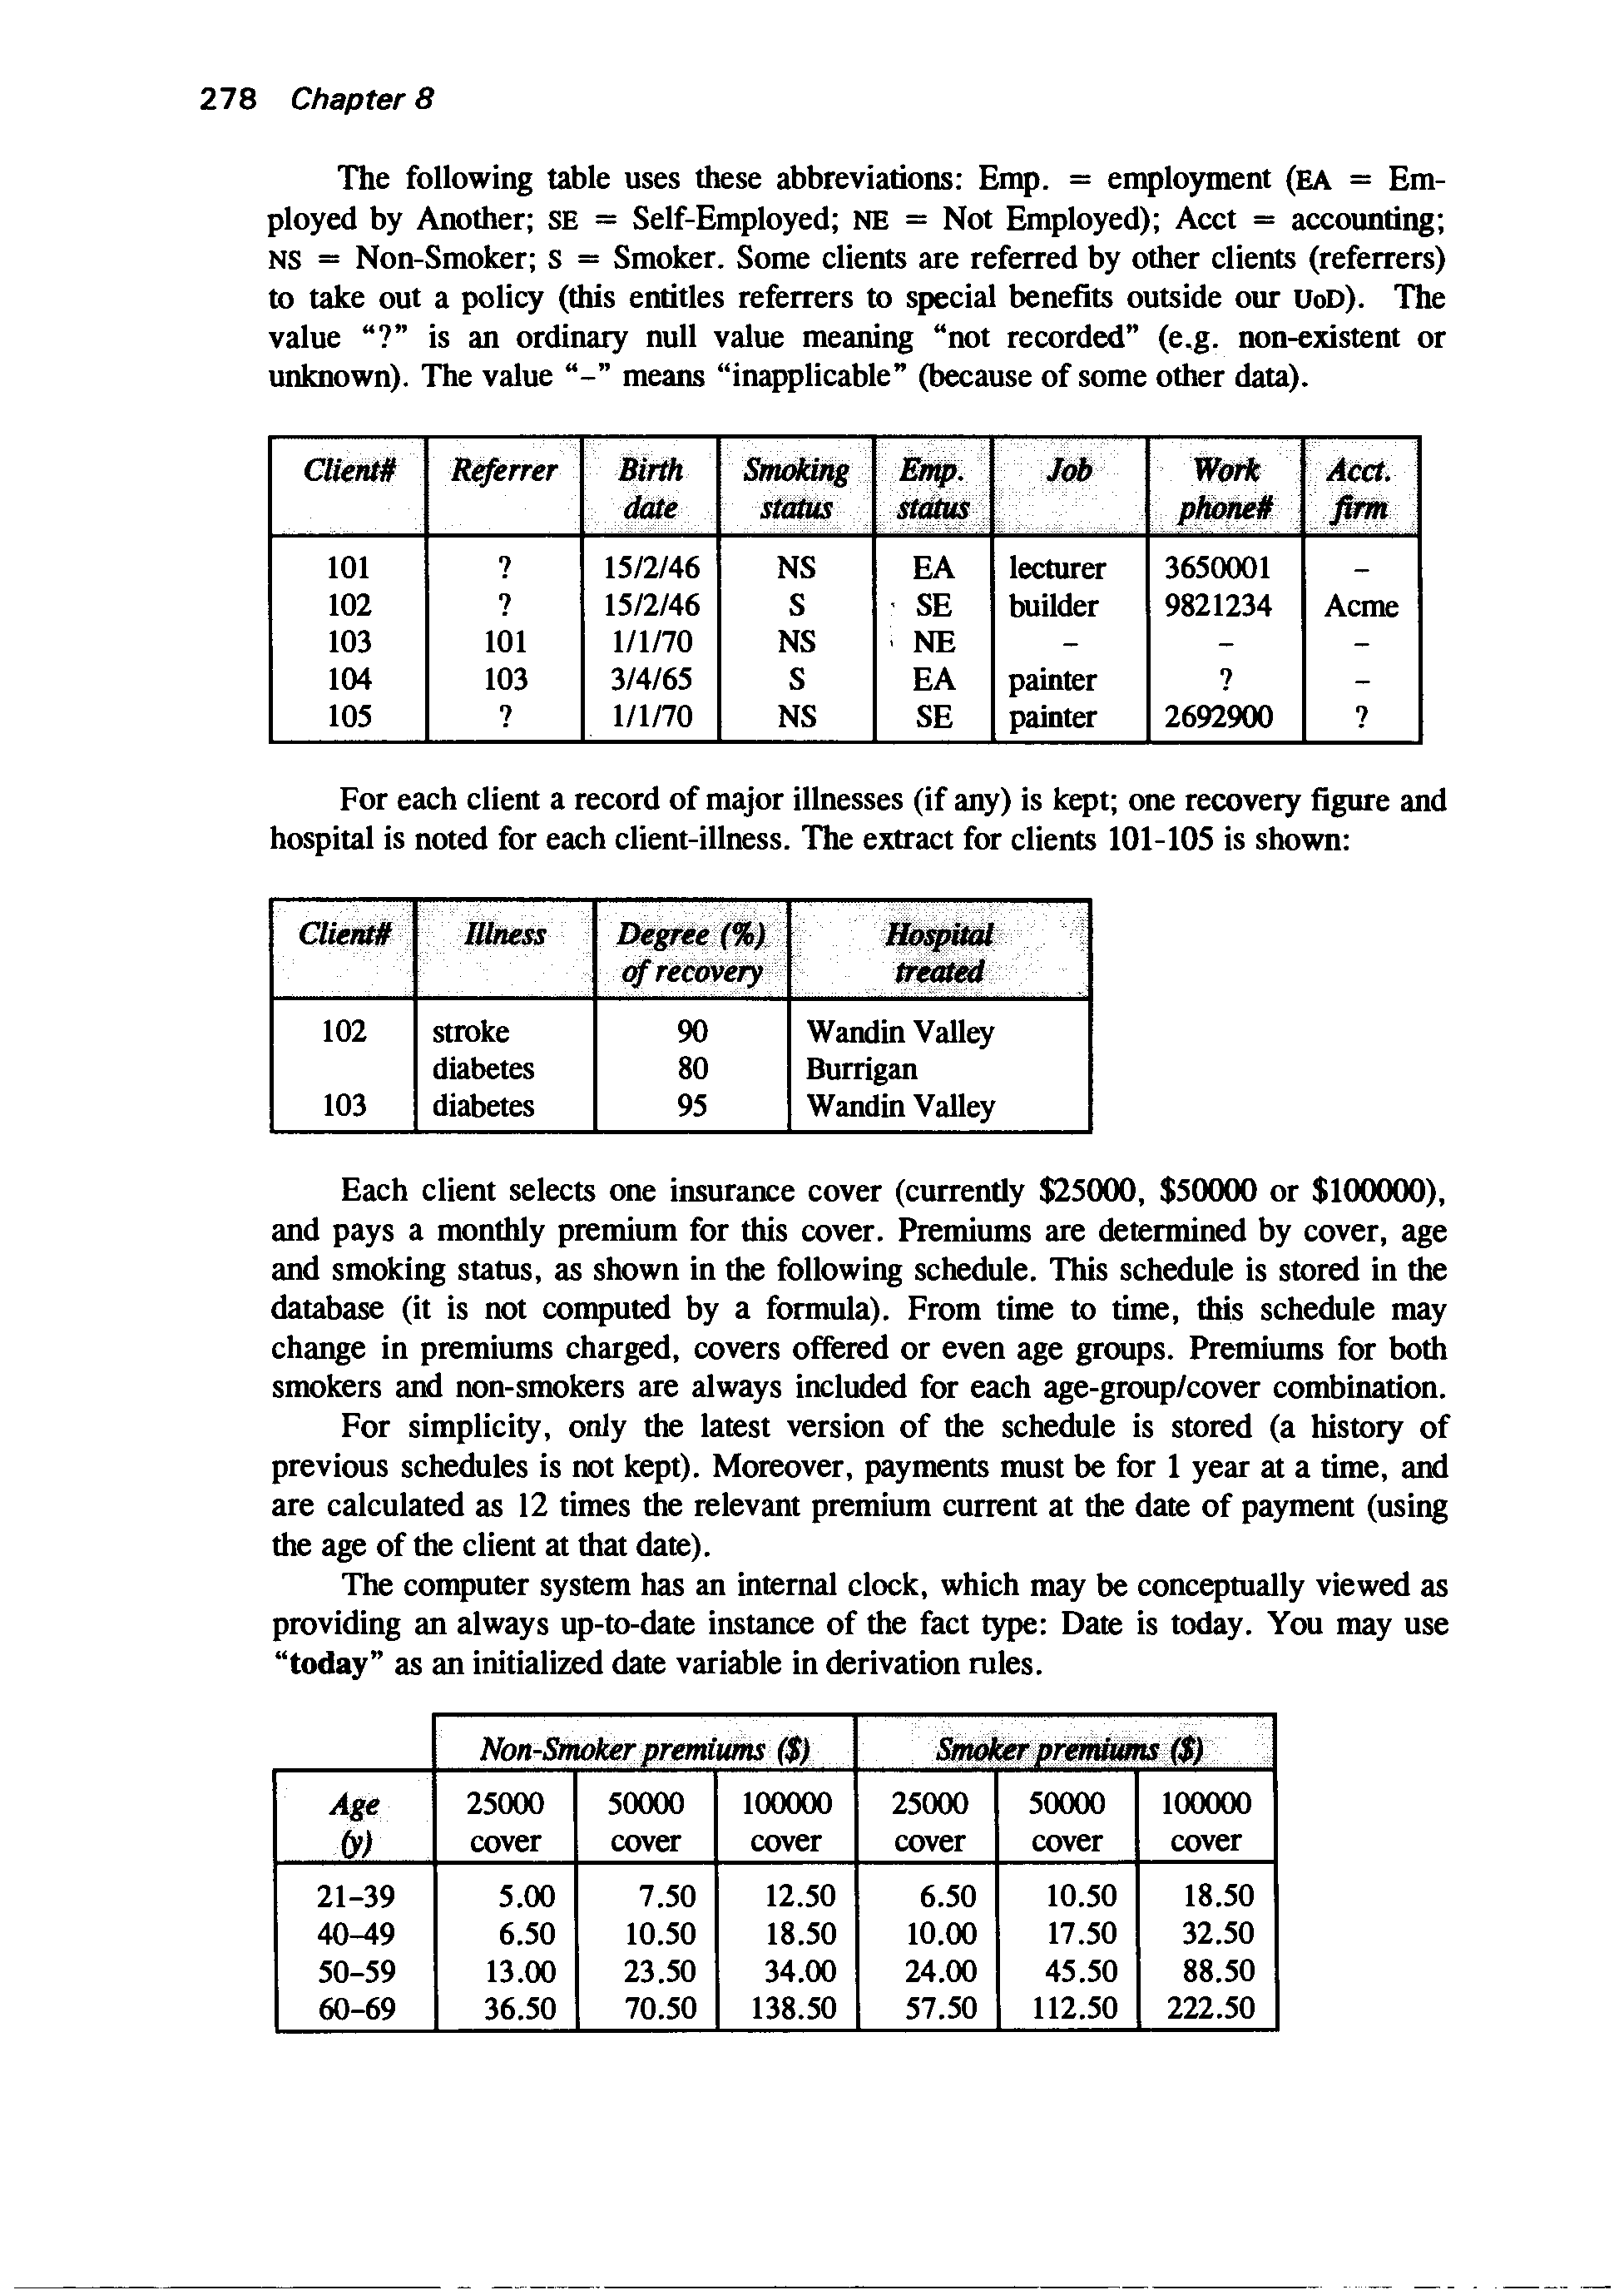 278 Chapter 8
The following table uses these abbreviations: Emp. = employment (EA = Em-
ployed by Another; SE = Self-Employed; NE = Not Employed); Acct = accounting;
NS = Non-Smoker; S = Smoker. Some clients are referred by other clients (referrers)
to take out a policy (this entitles referrers to special benefits outside our UoD). The
value “?” is an ordinary null value meaning “not recorded” (e.g. non-existent or
unknown). The value “–” means “inapplicable” (because of some other data).
Client# Referrer Birth Smoking Emp. Job Work Acct.
date status status phone# firm
101 ? 15/2/46 NS EA lecturer 3650001 –
102 ? 15/2/46 S SE builder 9821234 Acme
103 101 1/1/70 NS NE – – –
104 103 3/4/65 S EA painter ? –
105 ? 1/1/70 NS SE painter 2692900 ?
For each client a record of major illnesses (if any) is kept; one recovery figure and
hospital is noted for each client-illness. The extract for clients 101-105 is shown:
Client# Illness Degree (%) Hospital
of recovery treated
102 stroke 90 Wandin Valley
diabetes 80 Burrigan
103 diabetes 95 Wandin Valley
Each client selects one insurance cover (currently $25000, $50000 or $100000),
and pays a monthly premium for this cover. Premiums are determined by cover, age
and smoking status, as shown in the following schedule. This schedule is stored in the
database (it is not computed by a formula). From time to time, this schedule may
change in premiums charged, covers offered or even age groups. Premiums for both
smokers and non-smokers are always included for each age-group/cover combination.
For simplicity, only the latest version of the schedule is stored (a history of
previous schedules is not kept). Moreover, payments must be for 1 year at a time, and
are calculated as 12 times the relevant premium current at the date of payment (using
the age of the client at that date).
The computer system has an internal clock, which may be conceptually viewed as
providing an always up-to-date instance of the fact type: Date is today. You may use
“today” as an initialized date variable in derivation rules.
Non-Smoker premiums ($) Smoker premiums ($)
Age 25000 50000 100000 25000 50000 100000
(y) cover cover cover cover cover cover
21–39 5.00 7.50 12.50 6.50 10.50 18.50
40–49 6.50 10.50 18.50 10.00 17.50 32.50
50–59 13.00 23.50 34.00 24.00 45.50 88.50
60–69 36.50 70.50 138.50 57.50 112.50 222.50